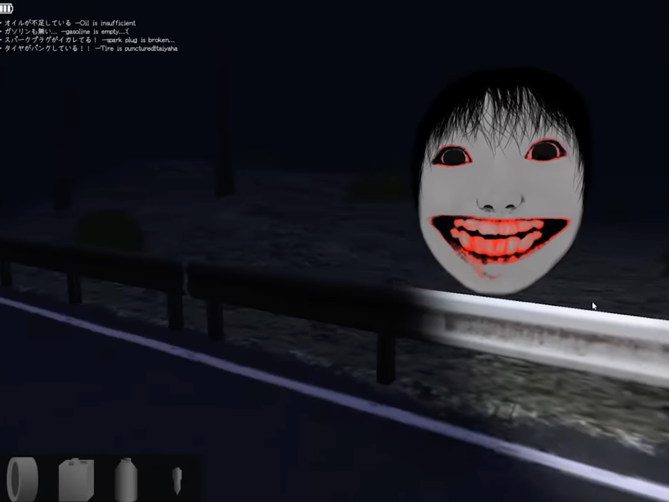 ・オイルが不足している －Oil is insufficient
・ガソリンも無い... －gasoline is empty...:(
・スパークプラグがイカレてる！ －spark plug is broken...
・タイヤがパンクしている！！ －Tire is punctured!taiyaha